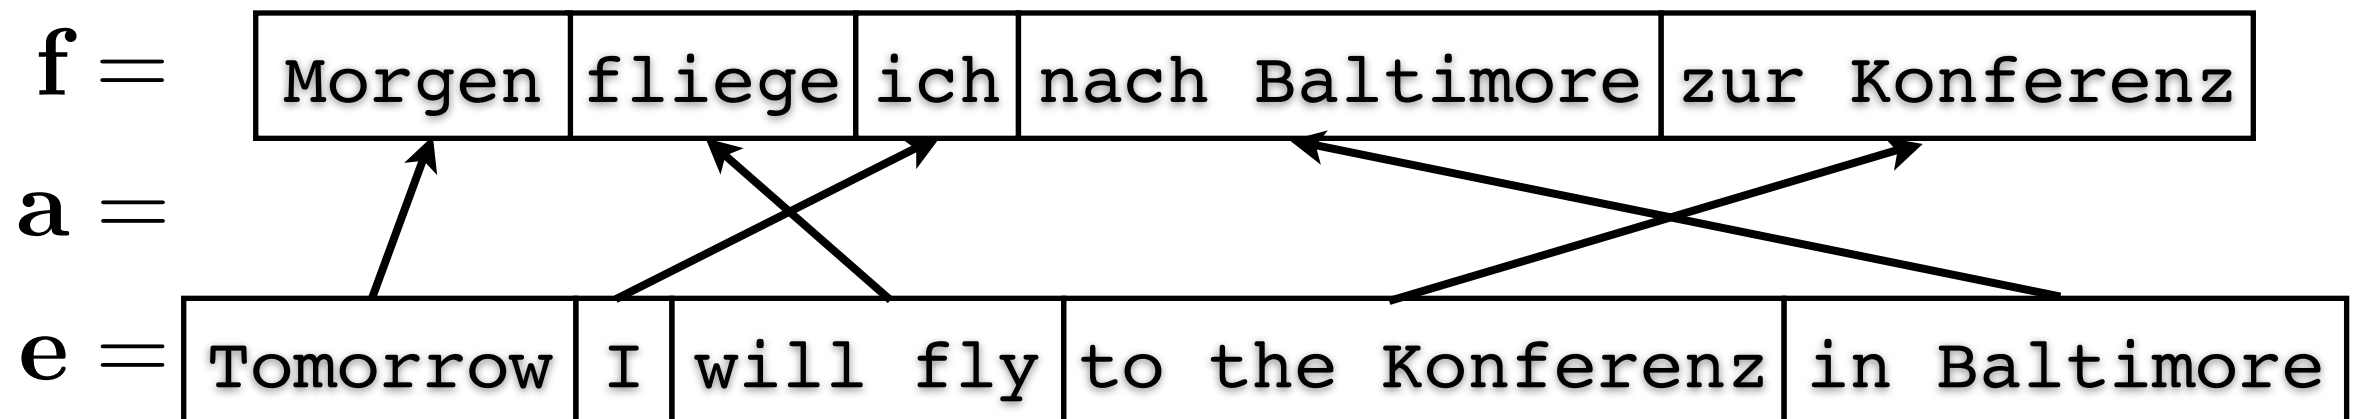 f = Morgen fliege ich nach Baltimore zur Konferenz
a =
e = Tomorrow I will fly to the Konferenz in Baltimore